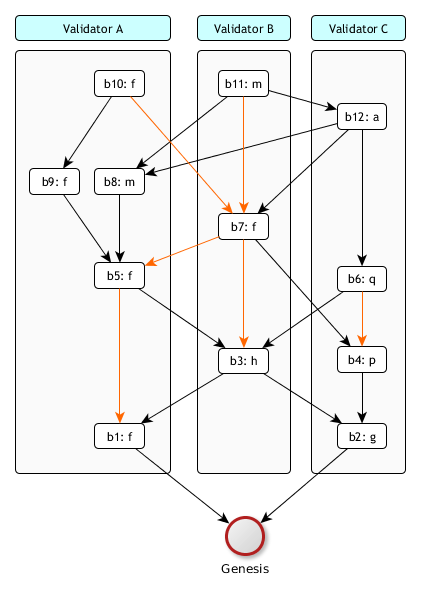 Validator A
Validator B
Validator C
b10: f
b11: m
b12: a
b9: f
b8: m
b7: f
b5: f
b6: q
b3: h
b4: p
b1: f
b2: g
Genesis